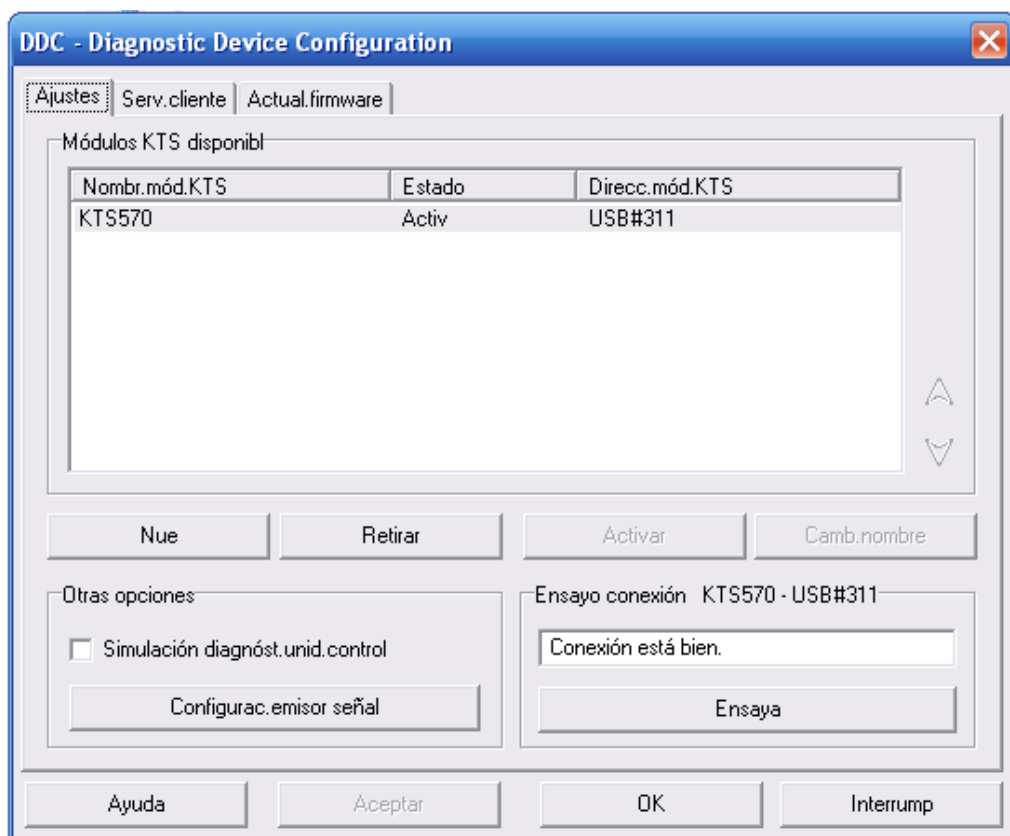 DDC - Diagnostic Device Configuration
Ajustes Serv.cliente Actual.firmware
Módulos KTS disponibl
Nombr.mód.KTS Estado Direcc.mód.KTS
KTS570 Activ USB#311
Nue Retirar Activar Camb.nombre
Otras opciones
Simulación diagnóst.unid.control
Configurac.emisor señal
Ensayo conexión KTS570 - USB#311
Conexión está bien.
Ensaya
Ayuda Aceptar OK Interrump